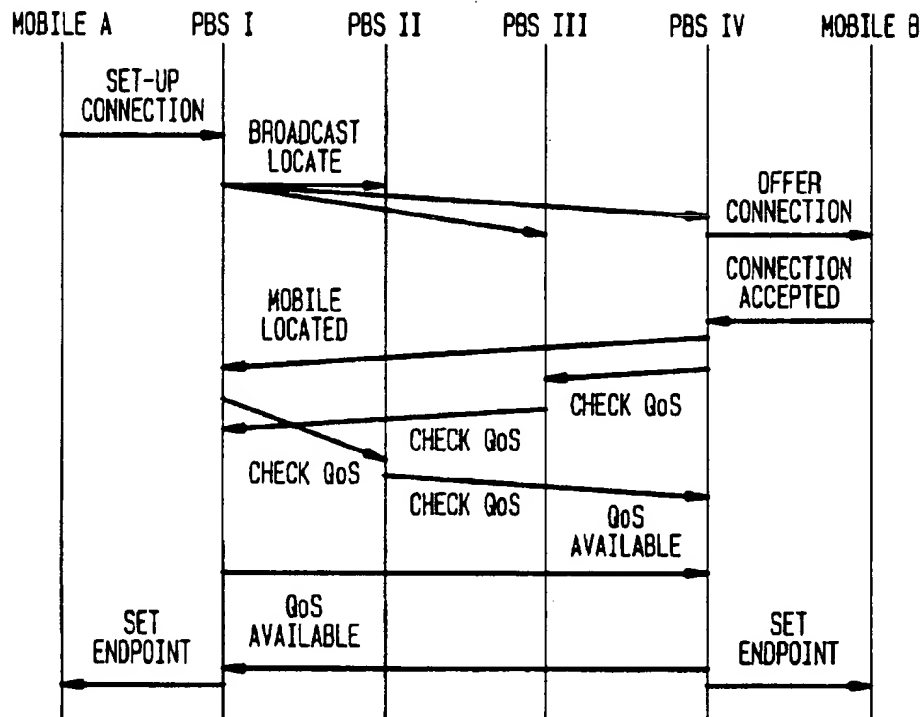 MOBILE A PBS I PBS II PBS III PBS IV MOBILE B
SET-UP
CONNECTION
BROADCAST
LOCATE
OFFER
CONNECTION
CONNECTION
ACCEPTED
MOBILE
LOCATED
CHECK QoS
CHECK QoS
CHECK QoS
CHECK QoS
QoS
AVAILABLE
QoS
AVAILABLE
SET
ENDPOINT
SET
ENDPOINT